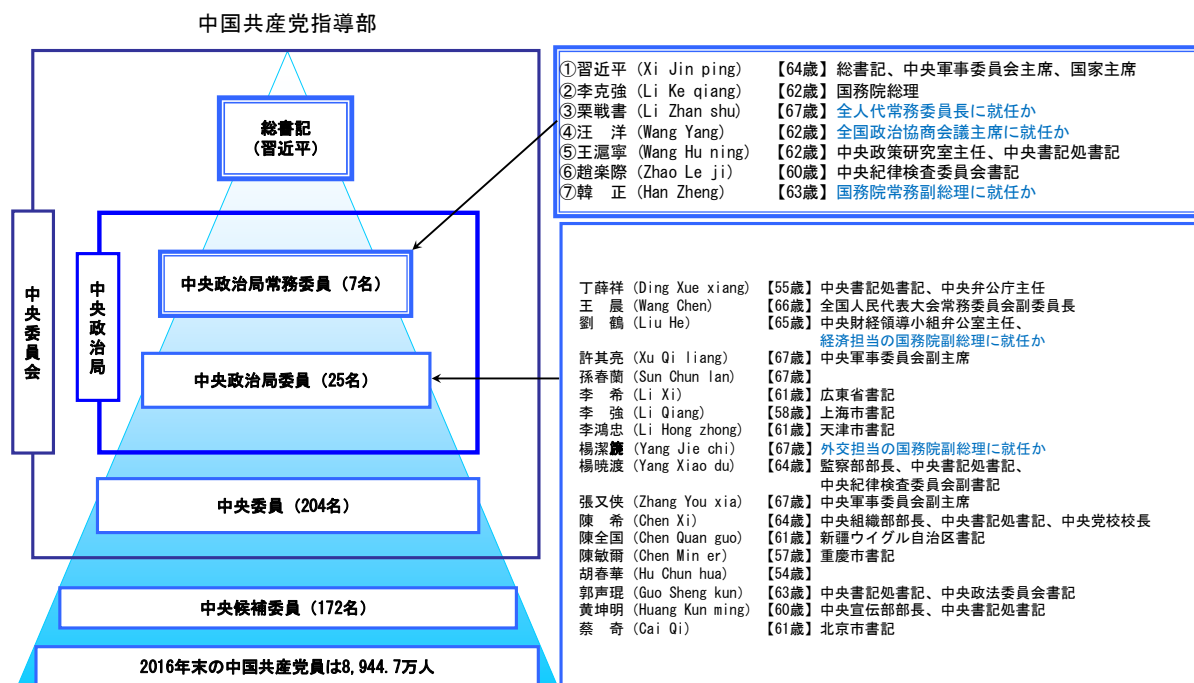 中国共産党指導部
総書記
(習近平)
中央政治局常務委員(7名)
中央政治局委員(25名)
中央委員(204名)
中央候補委員(172名)
2016年末の中国共産党員は8,944.7万人
中央委員会
中央政治局
①習近平 (Xi Jin ping) 【64歳】総書記、中央軍事委員会主席、国家主席
②李克強 (Li Ke qiang) 【62歳】国務院総理
③栗戦書 (Li Zhan shu) 【67歳】全人代常務委員長に就任か
④汪 洋 (Wang Yang) 【62歳】全国政治協商会議主席に就任か
⑤王滬寧 (Wang Hu ning) 【62歳】中央政策研究室主任、中央書記処書記
⑥趙楽際 (Zhao Le ji) 【60歳】中央紀律検査委員会書記
⑦韓 正 (Han Zheng) 【63歳】国務院常務副総理に就任か
丁薛祥 (Ding Xue xiang) 【55歳】中央書記処書記、中央弁公庁主任
王 晨 (Wang Chen) 【66歳】全国人民代表大会常務委員会副委員長
劉 鶴 (Liu He) 【65歳】中央財経領導小組弁公室主任、
経済担当の国務院副総理に就任か
許其亮 (Xu Qi liang) 【67歳】中央軍事委員会副主席
孫春蘭 (Sun Chun lan) 【67歳】
李 希 (Li Xi) 【61歳】広東省書記
李 強 (Li Qiang) 【58歳】上海市書記
李鴻忠 (Li Hong zhong) 【61歳】天津市書記
楊潔篪 (Yang Jie chi) 【67歳】外交担当の国務院副総理に就任か
楊暁渡 (Yang Xiao du) 【64歳】監察部部長、中央書記処書記、
中央紀律検査委員会副書記
張又侠 (Zhang You xia) 【67歳】中央軍事委員会副主席
陳 希 (Chen Xi) 【64歳】中央組織部部長、中央書記処書記、中央党校校長
陳全国 (Chen Quan guo) 【61歳】新疆ウイグル自治区書記
陳敏爾 (Chen Min er) 【57歳】重慶市書記
胡春華 (Hu Chun hua) 【54歳】
郭声琨 (Guo Sheng kun) 【63歳】中央書記処書記、中央政法委員会書記
黄坤明 (Huang Kun ming) 【60歳】中央宣伝部部長、中央書記処書記
蔡 奇 (Cai Qi) 【61歳】北京市書記